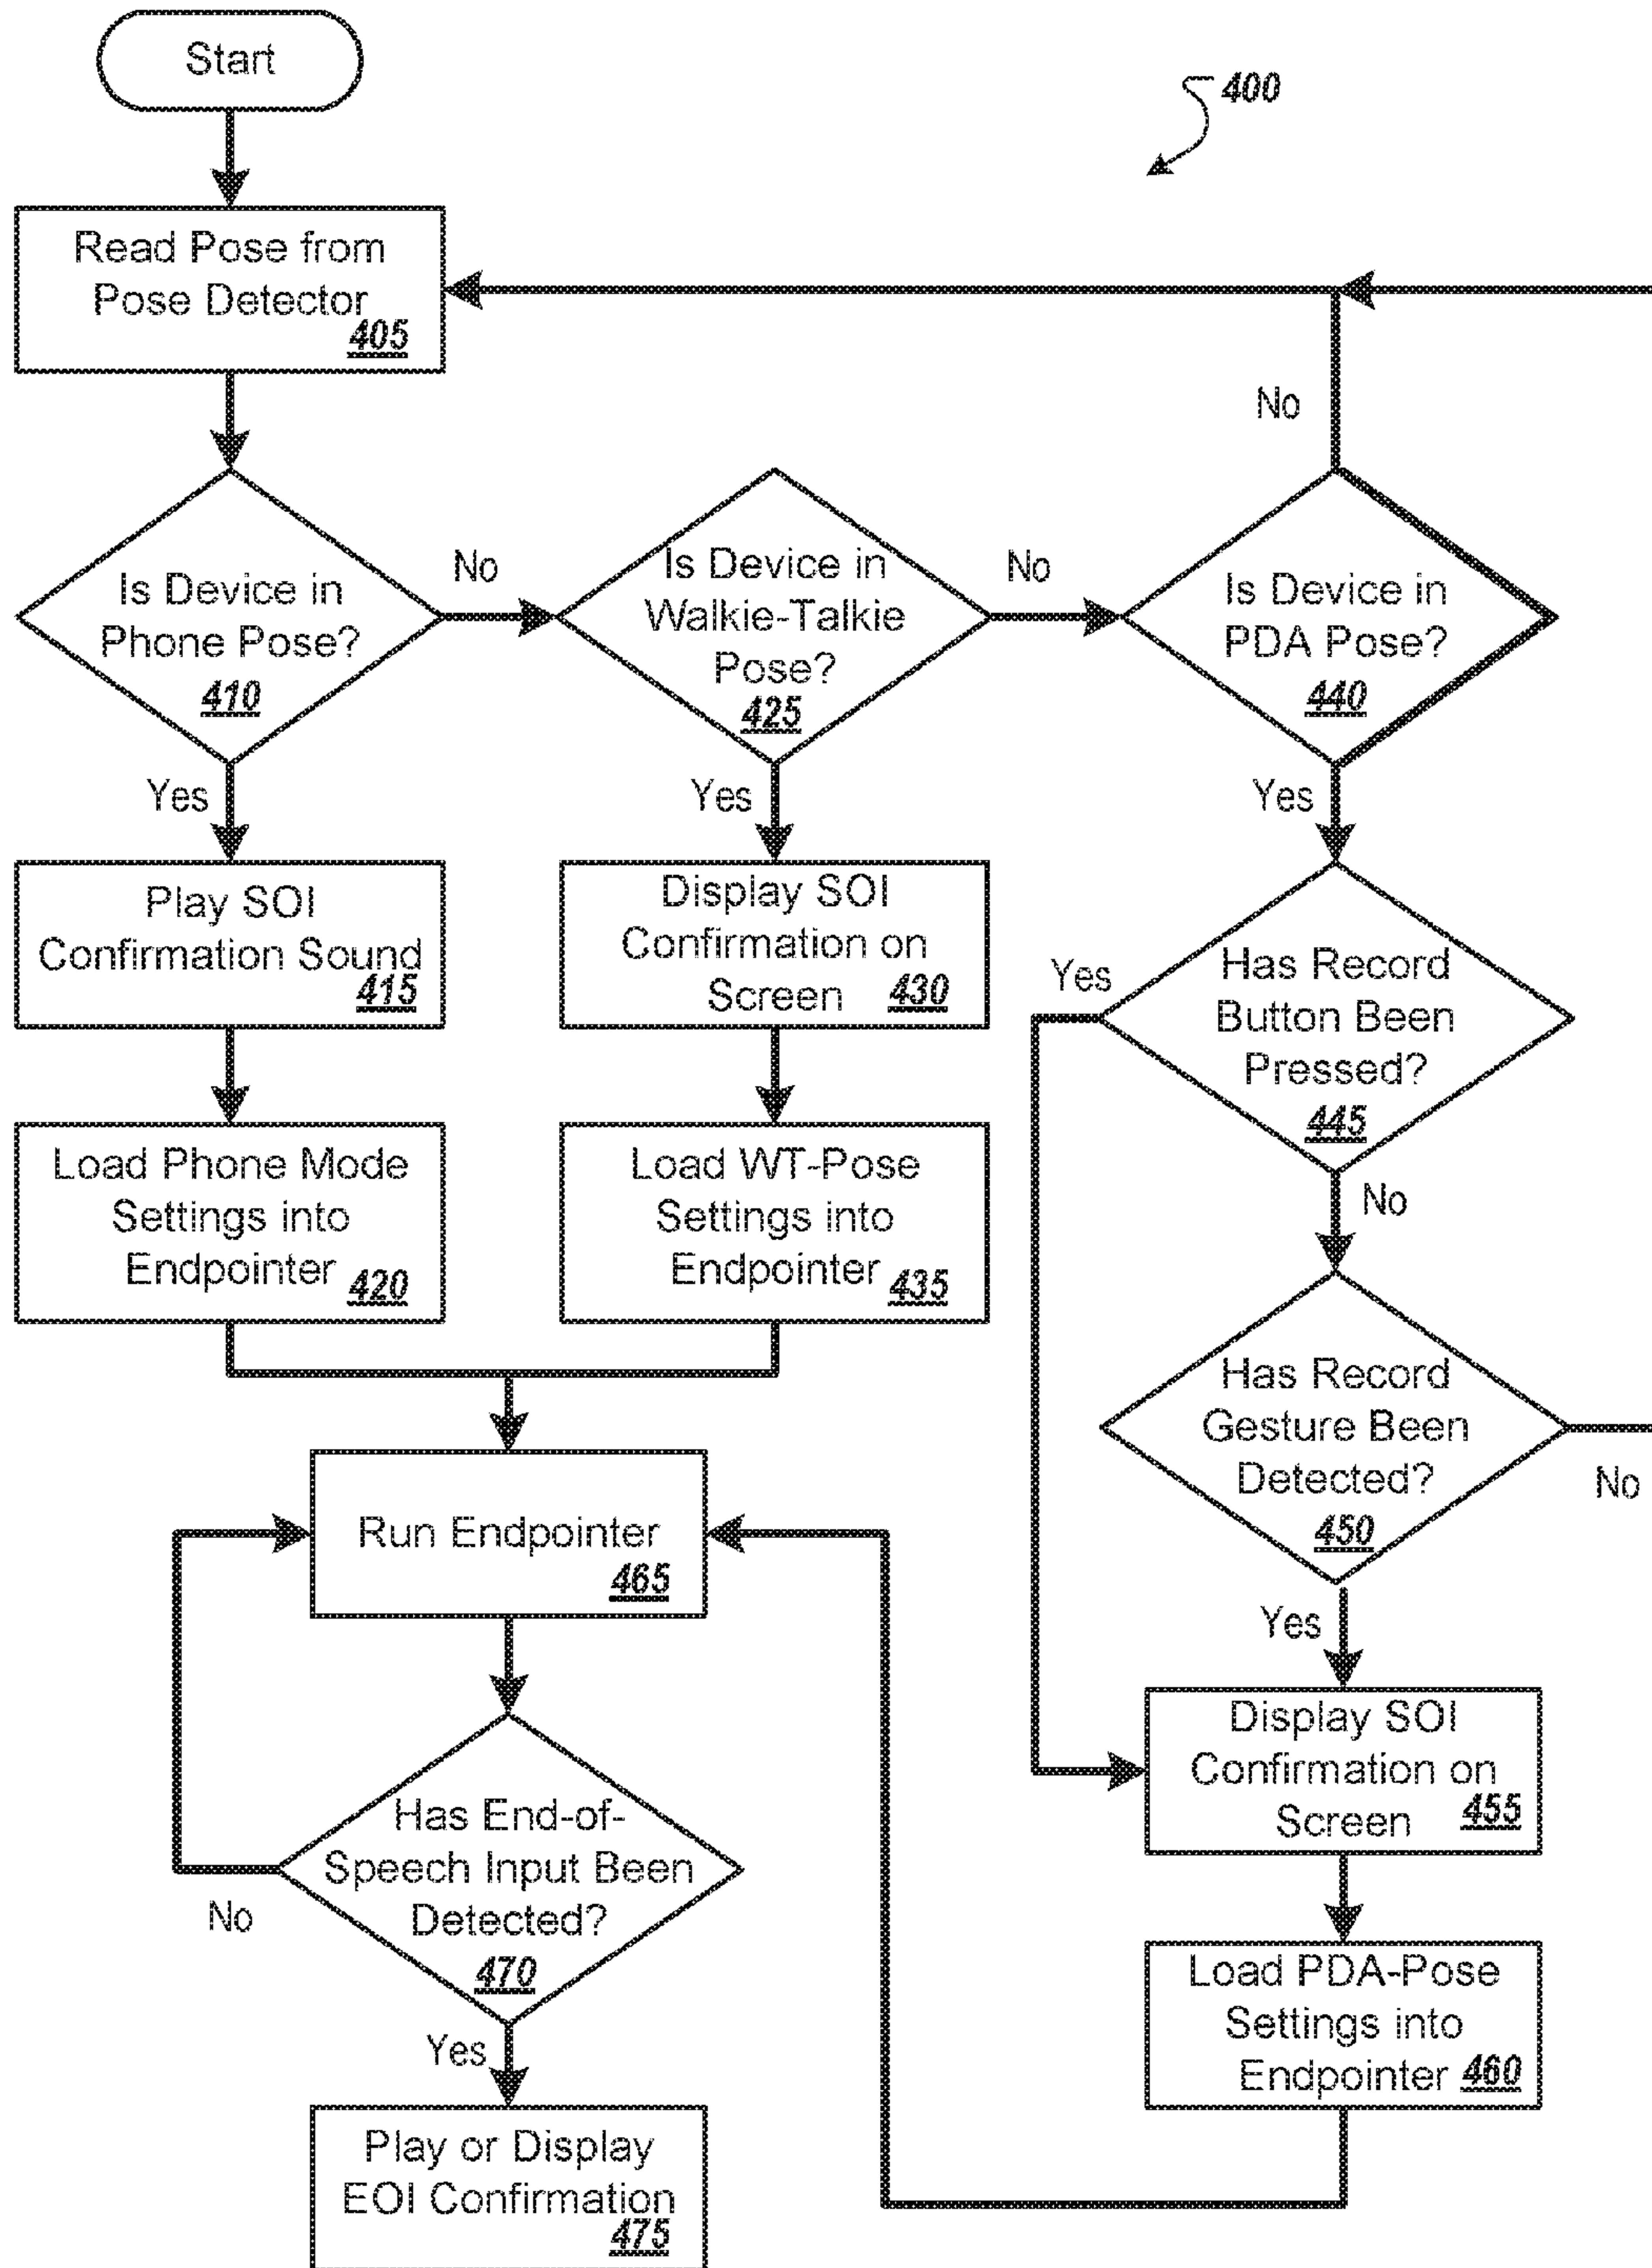 Start
400
Read Pose from
Pose Detector
405
No
Is Device in
Phone Pose?
410
No
Is Device in
Walkie-Talkie
Pose?
425
No
Is Device in
PDA Pose?
440
Yes
Yes
Yes
Play SOI
Confirmation Sound
415
Display SOI
Confirmation on
Screen 430
Yes
Has Record
Button Been
Pressed?
445
Load Phone Mode
Settings into
Endpointer 420
Load WT-Pose
Settings into
Endpointer 435
No
Has Record
Gesture Been
Detected?
450
No
Run Endpointer
465
Yes
Display SOI
Confirmation on
Screen 455
Has End-of-
Speech Input Been
Detected?
470
No
Load PDA-Pose
Settings into
Endpointer 460
Yes
Play or Display
EOI Confirmation
475